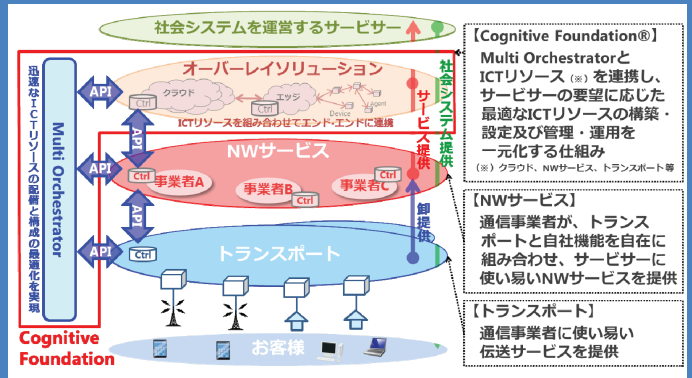 社会システムを運営するサービサー
オーバーレイソリューション
クラウド
エッジ
Agent
Device
Ctrl
Ctrl
ICTリソースを組み合わせてエンド・エンドに連携
API
API
API
API
API
迅速なICTリソースの配備と構成の最適化を実現
Multi Orchestrator
NWサービス
Ctrl
事業者A
事業者B
Ctrl
事業者C
Ctrl
トランスポート
Ctrl
お客様
サービス提供
社会システム提供
卸提供
Cognitive
Foundation
【Cognitive Foundation®】
Multi Orchestratorと
ICTリソース（※）を連携し、
サービサーの要望に応じた
最適なICTリソースの構築・
設定及び管理・運用を
一元化する仕組み
（※）クラウド、NWサービス、トランスポート等
【NWサービス】
通信事業者が、トランス
ポートと自社機能を自在に
組み合わせ、サービサーに
使い易いNWサービスを提供
【トランスポート】
通信事業者に使い易い
伝送サービスを提供